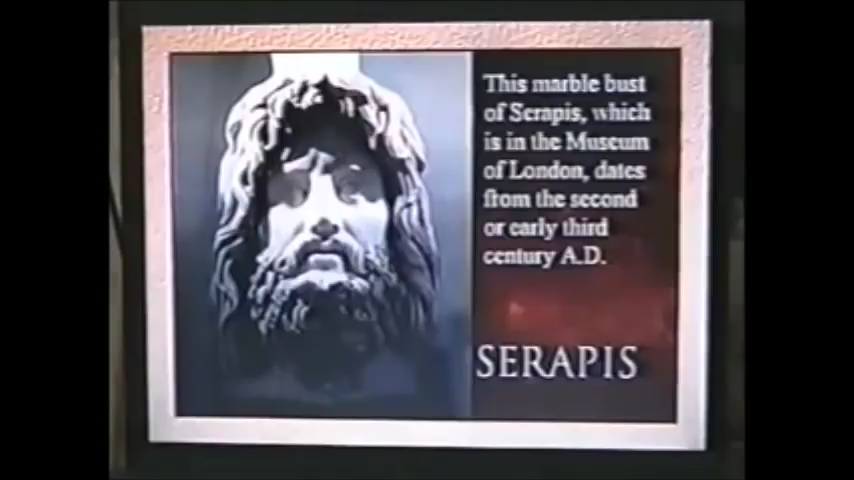 This marble bust
of Serapis, which
is in the Museum
of London, dates
from the second
or early third
century A.D.
SERAPIS